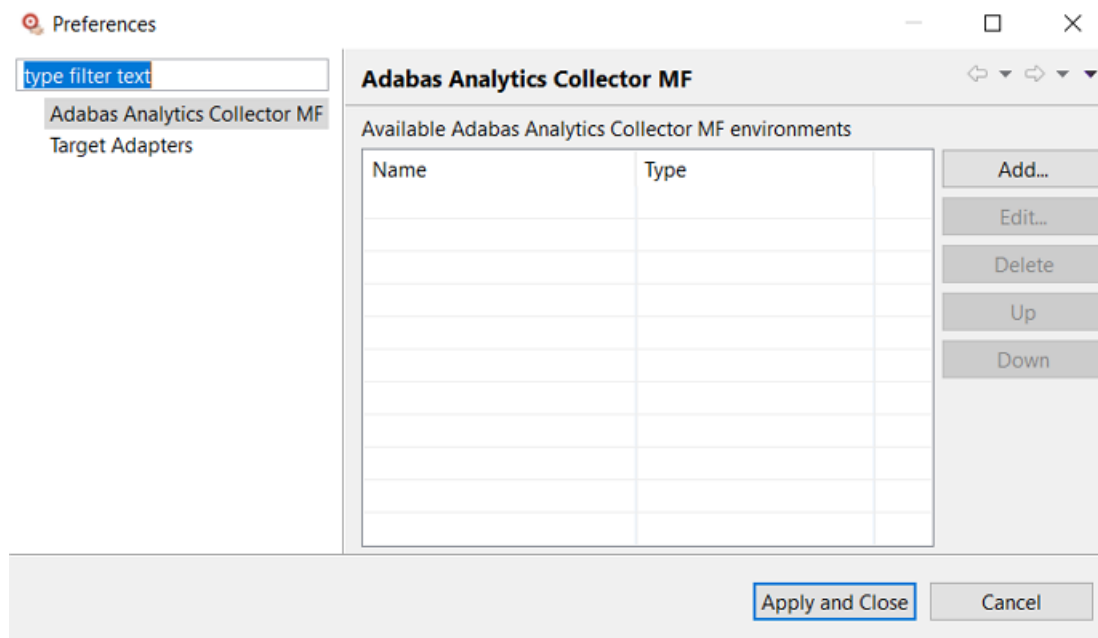 Preferences
type filter text
Adabas Analytics Collector MF
Target Adapters
Adabas Analytics Collector MF
Available Adabas Analytics Collector MF environments
Name Type
Add...
Edit...
Delete
Up
Down
Apply and Close Cancel